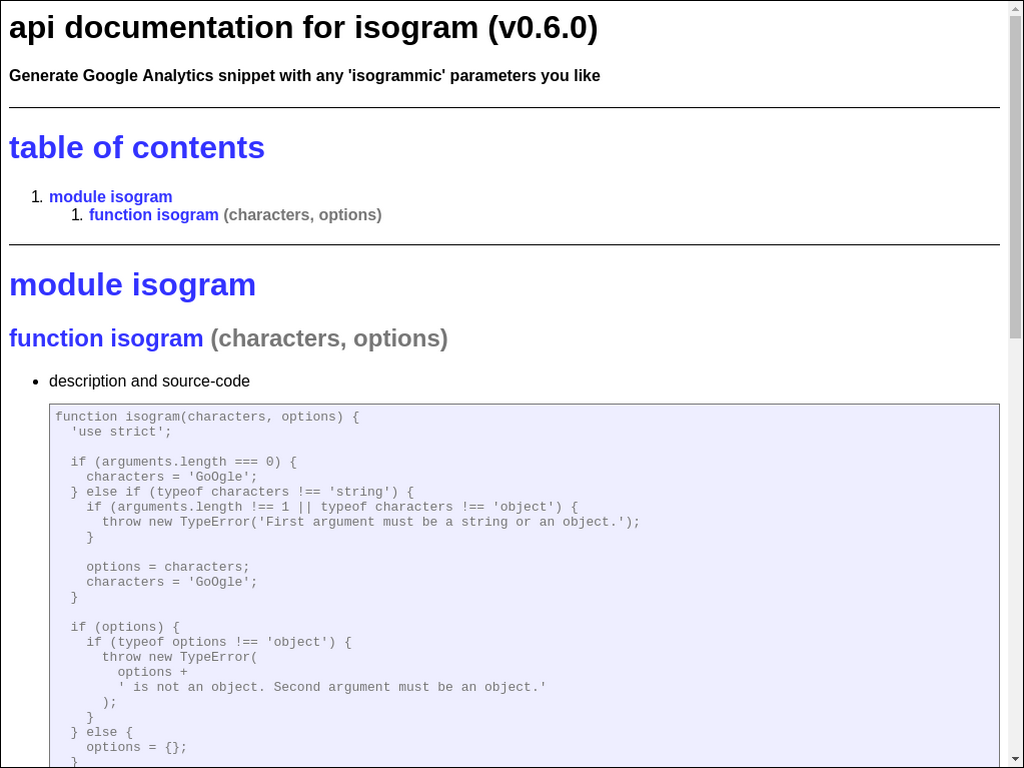 api documentation for isogram (v0.6.0)
Generate Google Analytics snippet with any 'isogrammic' parameters you like
table of contents
1. module isogram
1. function isogram (characters, options)
module isogram
function isogram (characters, options)
• description and source-code
function isogram(characters, options) {
  'use strict';
  if (arguments.length === 0) {
    characters = 'GoOgle';
  } else if (typeof characters !== 'string') {
    if (arguments.length !== 1 || typeof characters !== 'object') {
      throw new TypeError('First argument must be a string or an object.');
    }
    options = characters;
    characters = 'GoOgle';
  }
  if (options) {
    if (typeof options !== 'object') {
      throw new TypeError(
        options +
        ' is not an object. Second argument must be an object.'
      );
    }
  } else {
    options = {};
  }